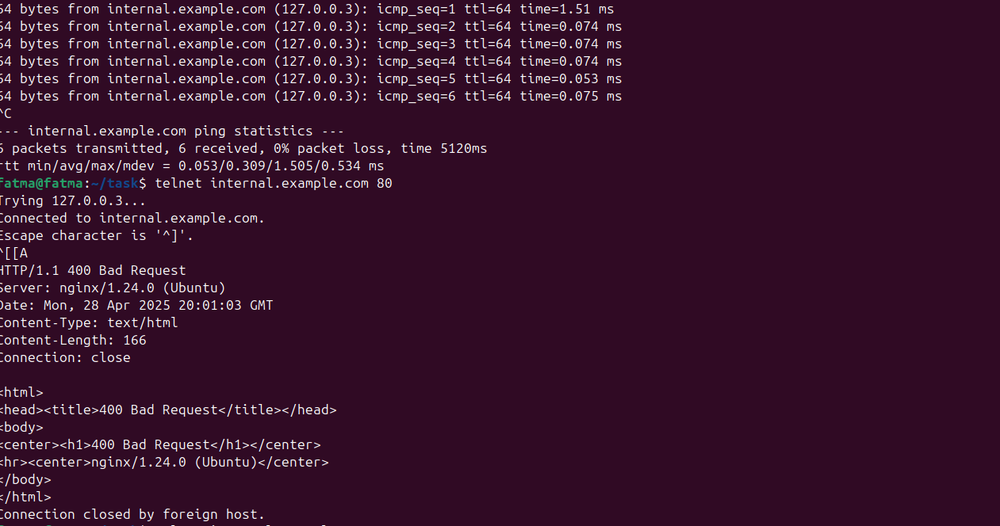 64 bytes from internal.example.com (127.0.0.3): icmp_seq=1 ttl=64 time=1.51 ms
64 bytes from internal.example.com (127.0.0.3): icmp_seq=2 ttl=64 time=0.074 ms
64 bytes from internal.example.com (127.0.0.3): icmp_seq=3 ttl=64 time=0.074 ms
64 bytes from internal.example.com (127.0.0.3): icmp_seq=4 ttl=64 time=0.074 ms
64 bytes from internal.example.com (127.0.0.3): icmp_seq=5 ttl=64 time=0.053 ms
64 bytes from internal.example.com (127.0.0.3): icmp_seq=6 ttl=64 time=0.075 ms
^C
--- internal.example.com ping statistics ---
6 packets transmitted, 6 received, 0% packet loss, time 5120ms
rtt min/avg/max/mdev = 0.053/0.309/1.505/0.534 ms
fatma@fatma:~/task$ telnet internal.example.com 80
Trying 127.0.0.3...
Connected to internal.example.com.
Escape character is '^]'.
^[[A
HTTP/1.1 400 Bad Request
Server: nginx/1.24.0 (Ubuntu)
Date: Mon, 28 Apr 2025 20:01:03 GMT
Content-Type: text/html
Content-Length: 166
Connection: close

<html>
<head><title>400 Bad Request</title></head>
<body>
<center><h1>400 Bad Request</h1></center>
<hr><center>nginx/1.24.0 (Ubuntu)</center>
</body>
</html>
Connection closed by foreign host.